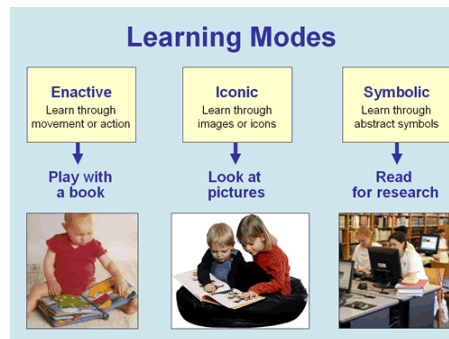 Learning Modes
Enactive
Learn through
movement or action
Iconic
Learn through
images or icons
Symbolic
Learn through
abstract symbols
Play with
a book
Look at
pictures
Read
for research